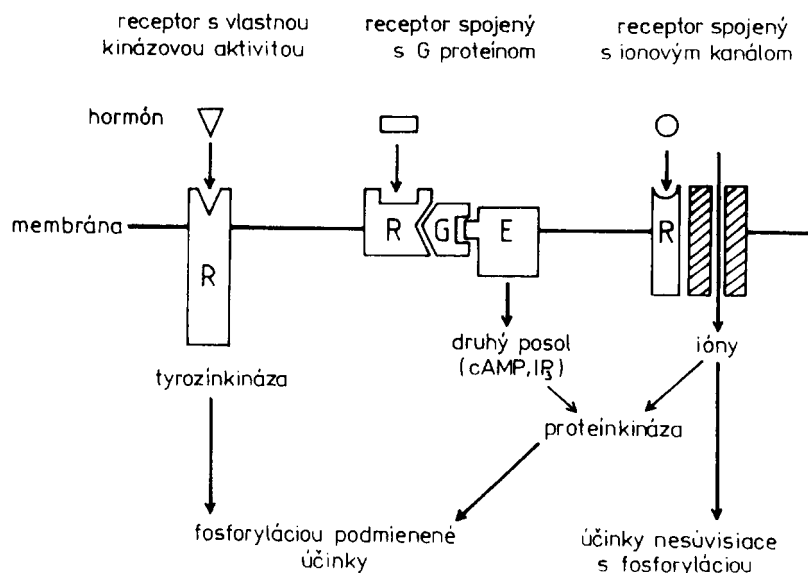 receptor s vlastnou
kinázovou aktivitou
receptor spojený
s G proteínom
receptor spojený
s ionovým kanálom
hormón
membrána
R
R
G
E
R
tyrozínkináza
druhý posol
(cAMP, IP3)
ióny
proteínkináza
fosforyláciou podmienené
účinky
účinky nesúvisiace
s fosforyláciou